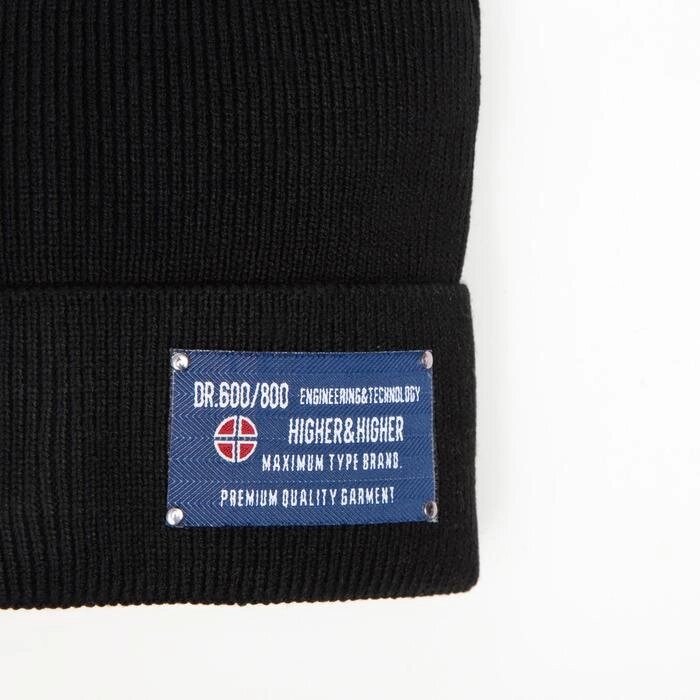 DR.600/800 ENGINEERING&TECHNOLOGY
HIGHER&HIGHER
MAXIMUM TYPE BRAND.
PREMIUM QUALITY GARMENT